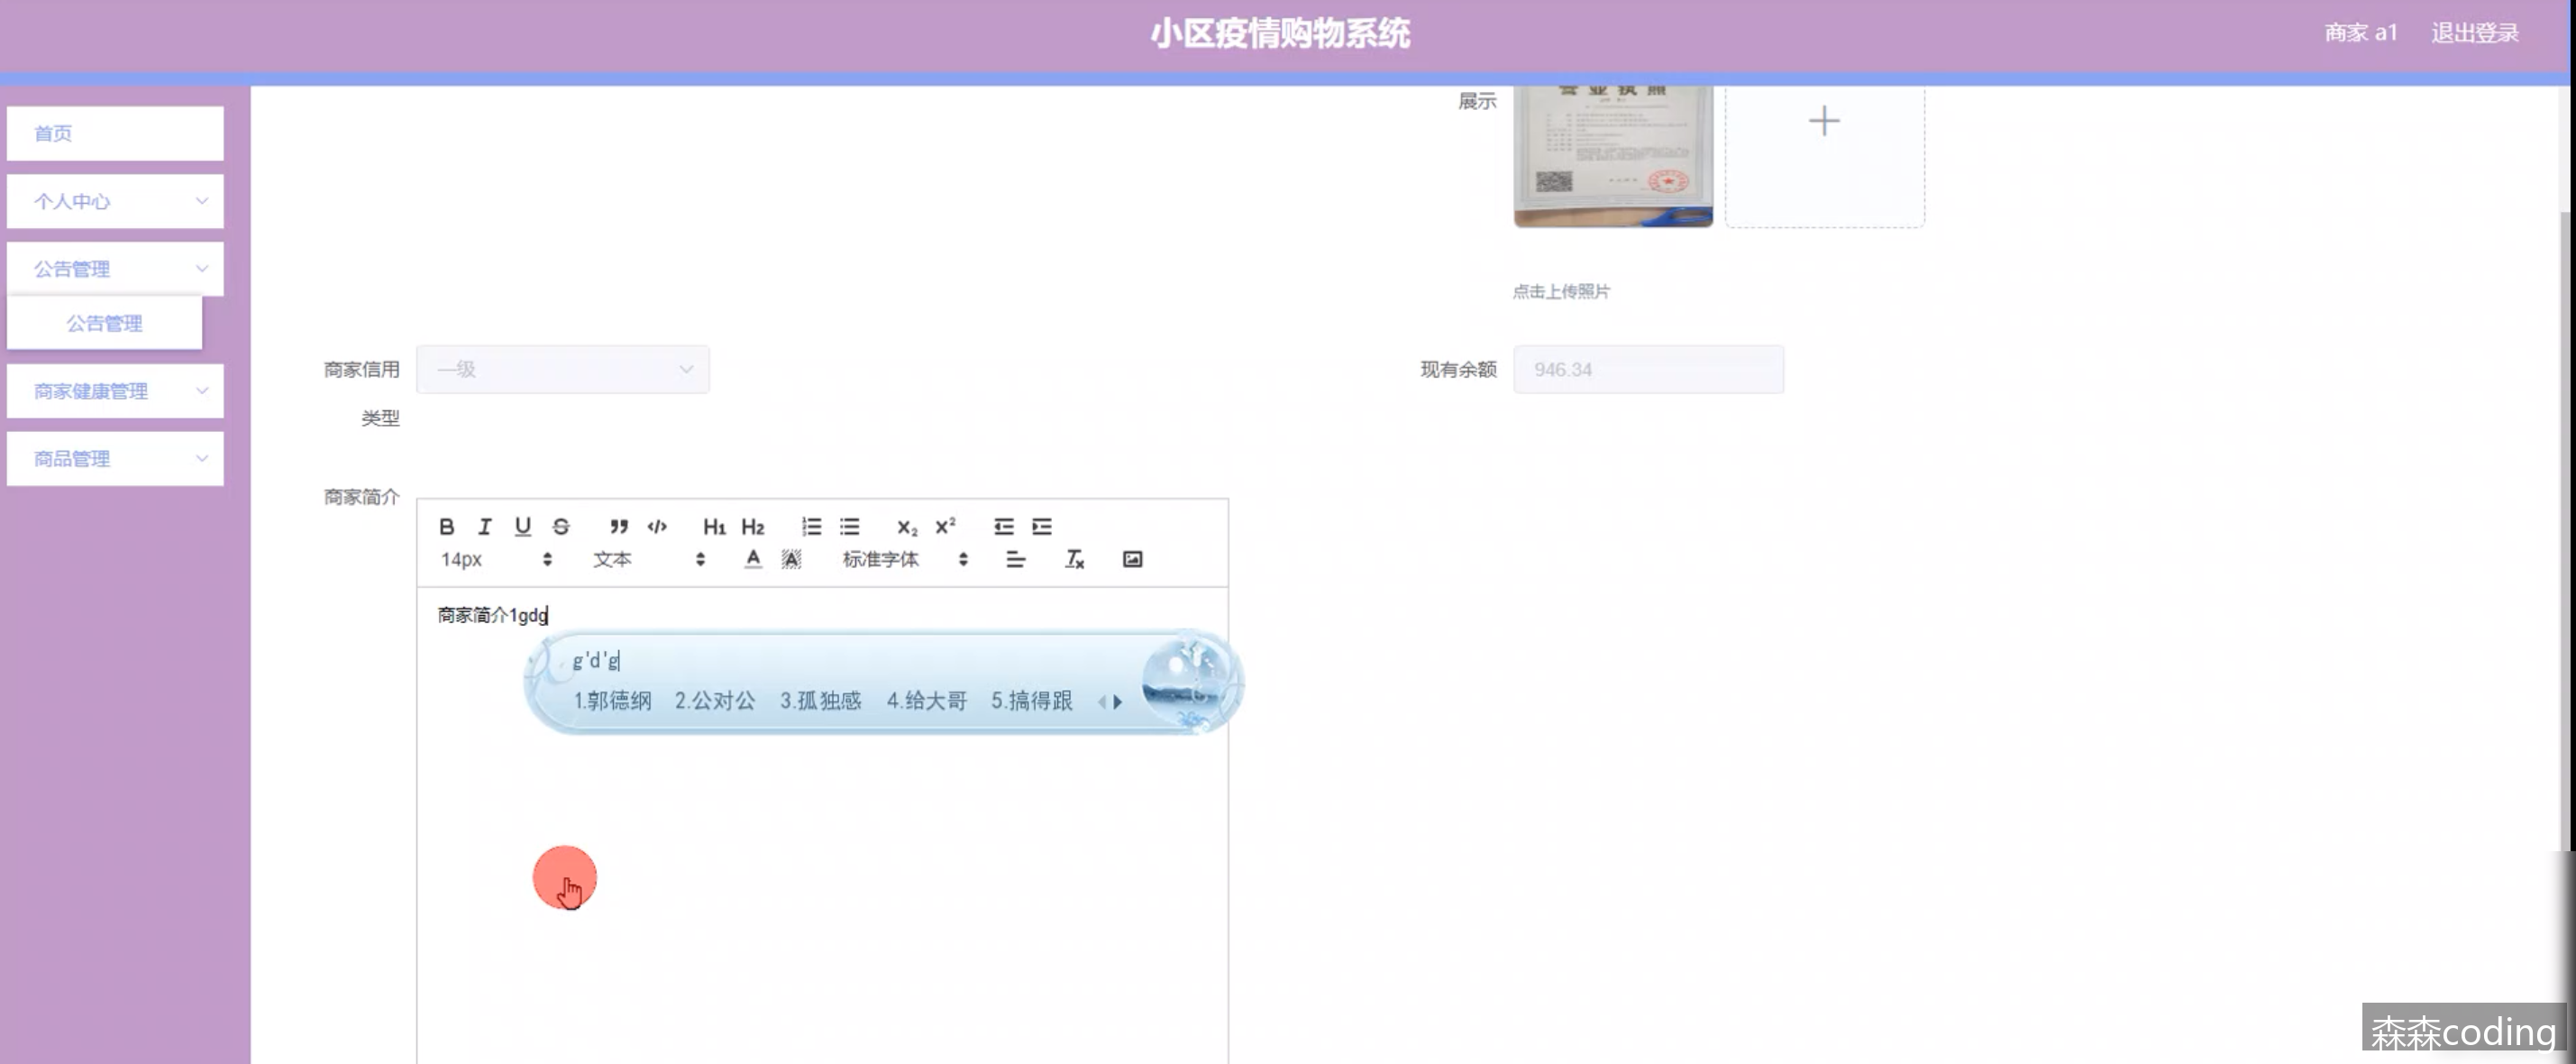 小区疫情购物系统
商家 a1 退出登录
首页
个人中心
公告管理
公告管理
商家健康管理
商品管理
展示
营业执照
点击上传照片
商家信用类型
一级
现有余额
946.34
商家简介
B I U S ” </> H1 H2 X2 X2
14px 文本 A A 标准字体 Tx
商家简介1gdg
g'd'g
1.郭德纲 2.公对公 3.孤独感 4.给大哥 5.搞得跟
森森coding